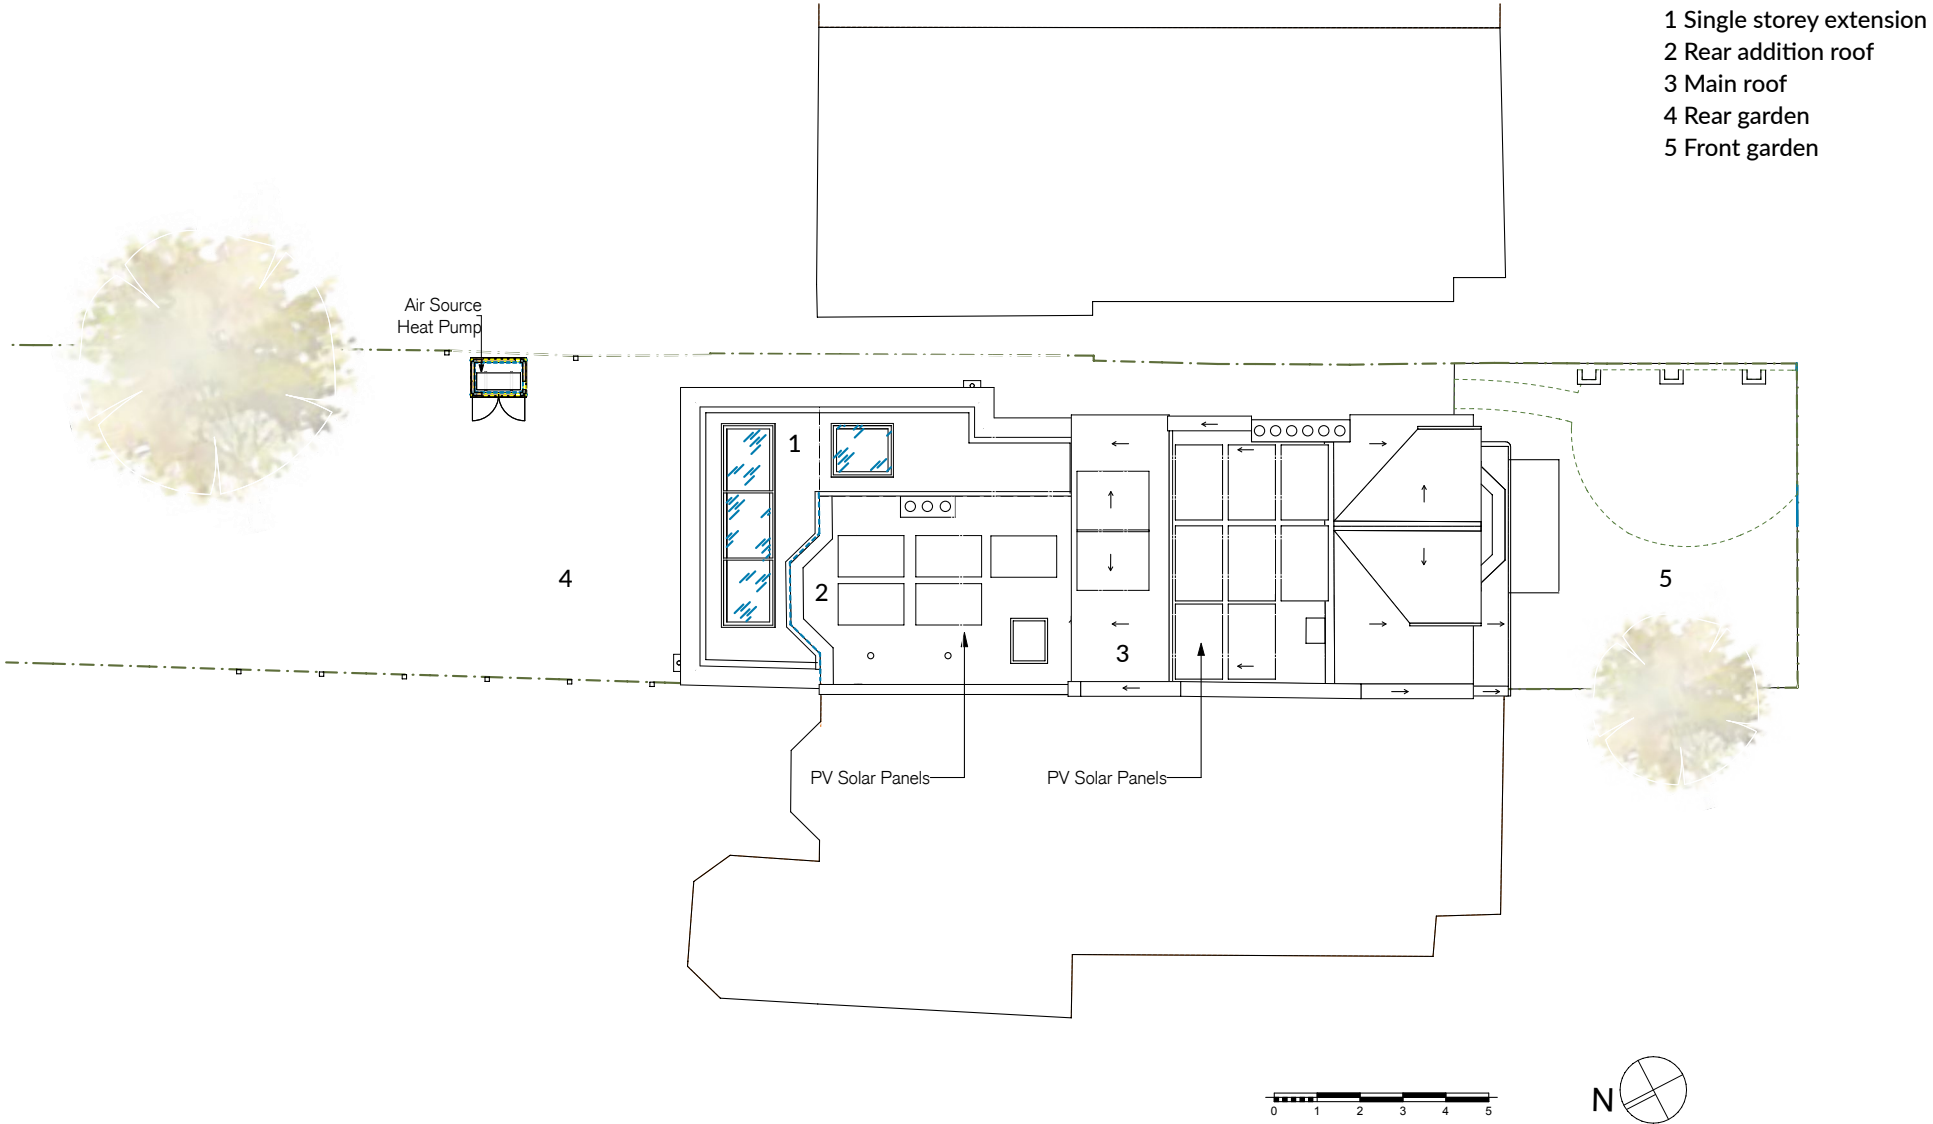 1 Single storey extension
2 Rear addition roof
3 Main roof
4 Rear garden
5 Front garden
Air Source
Heat Pump
1
4
2
3
5
PV Solar Panels
PV Solar Panels
0 1 2 3 4 5
N